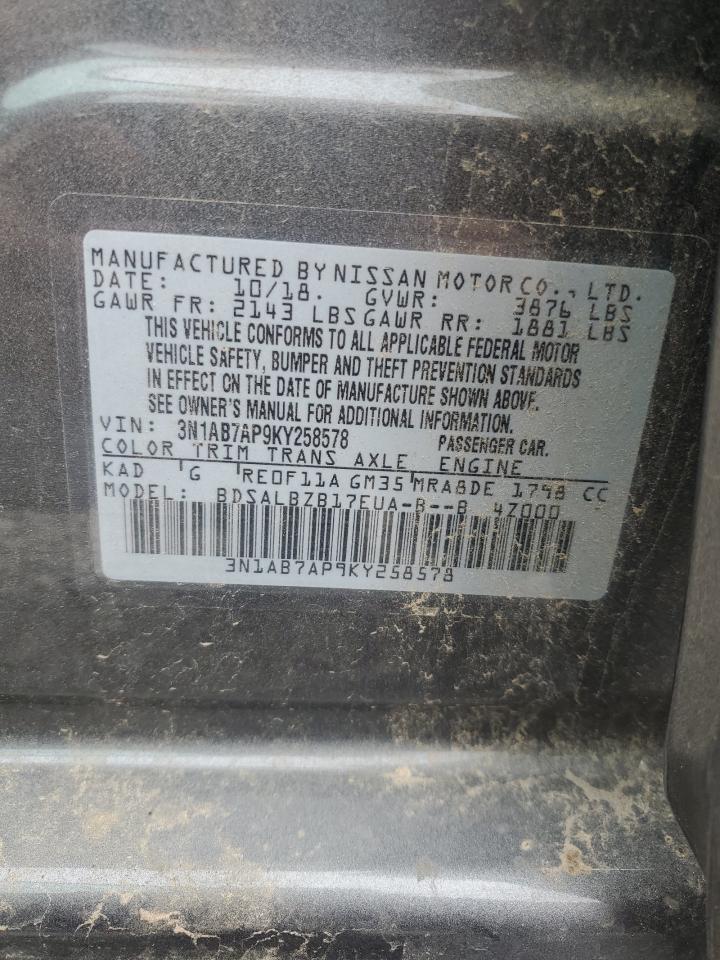 MANUFACTURED BY NISSAN MOTOR CO., LTD.
DATE: 10/18. GVWR: 3876 LBS
GAWR FR: 2143 LBS GAWR RR: 1881 LBS
THIS VEHICLE CONFORMS TO ALL APPLICABLE FEDERAL MOTOR
VEHICLE SAFETY, BUMPER AND THEFT PREVENTION STANDARDS
IN EFFECT ON THE DATE OF MANUFACTURE SHOWN ABOVE.
SEE OWNER'S MANUAL FOR ADDITIONAL INFORMATION.
VIN: 3N1AB7AP9KY258578 PASSENGER CAR.
COLOR TRIM TRANS AXLE ENGINE
KAD G RE0F11A GM35 MRA8DE 1798 CC
MODEL: BDSALBZB17EUA-B--B 4Z000
3N1AB7AP9KY258578